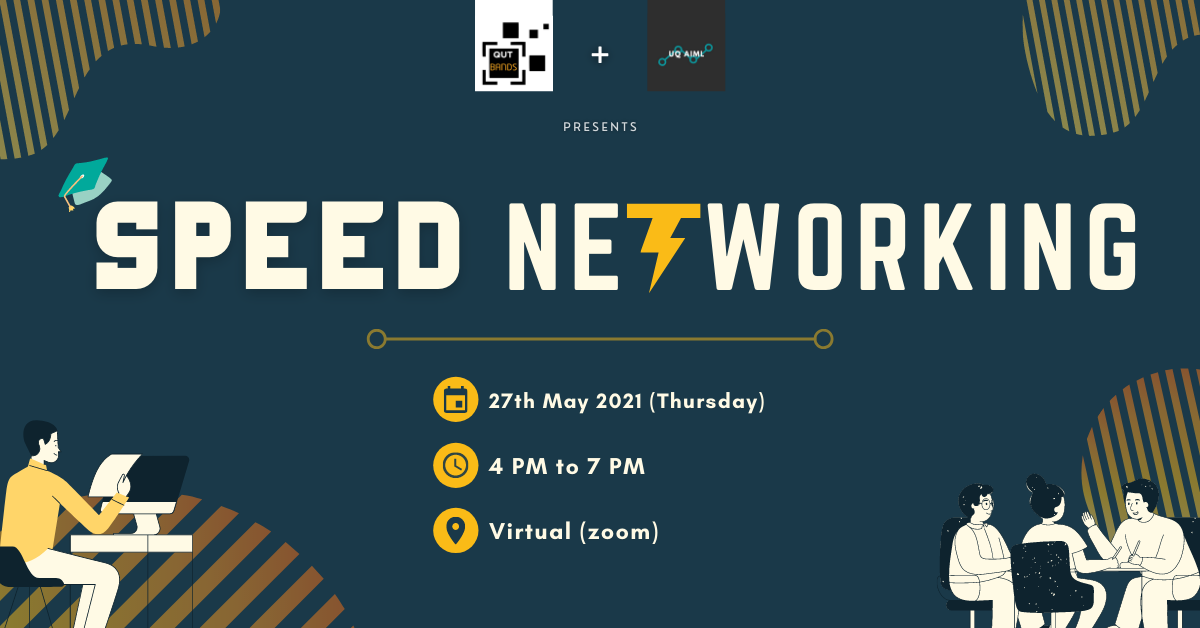 QUT
BANDS
+
UQ AIML
PRESENTS
SPEED NETWORKING
27th May 2021 (Thursday)
4 PM to 7 PM
Virtual (zoom)